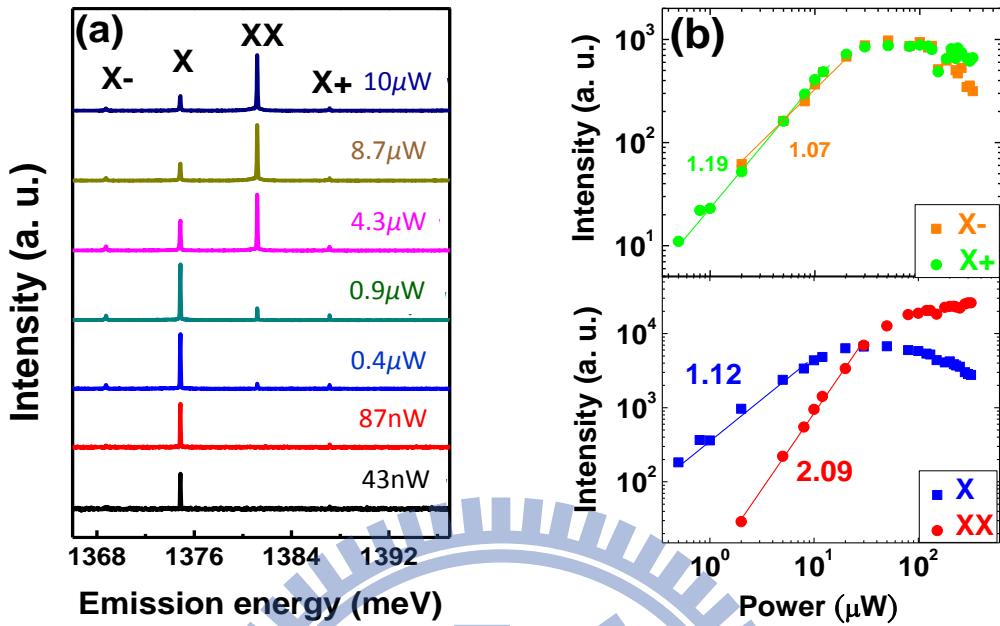 (a)
XX
X
X-
X+
10μW
8.7μW
4.3μW
0.9μW
0.4μW
87nW
43nW
Intensity (a. u.)
1368 1376 1384 1392
Emission energy (meV)
(b)
10³
10²
10¹
Intensity (a. u.)
1.19
1.07
X-
X+
10⁴
10³
10²
Intensity (a. u.)
1.12
2.09
X
XX
10⁰ 10¹ 10²
Power (μW)